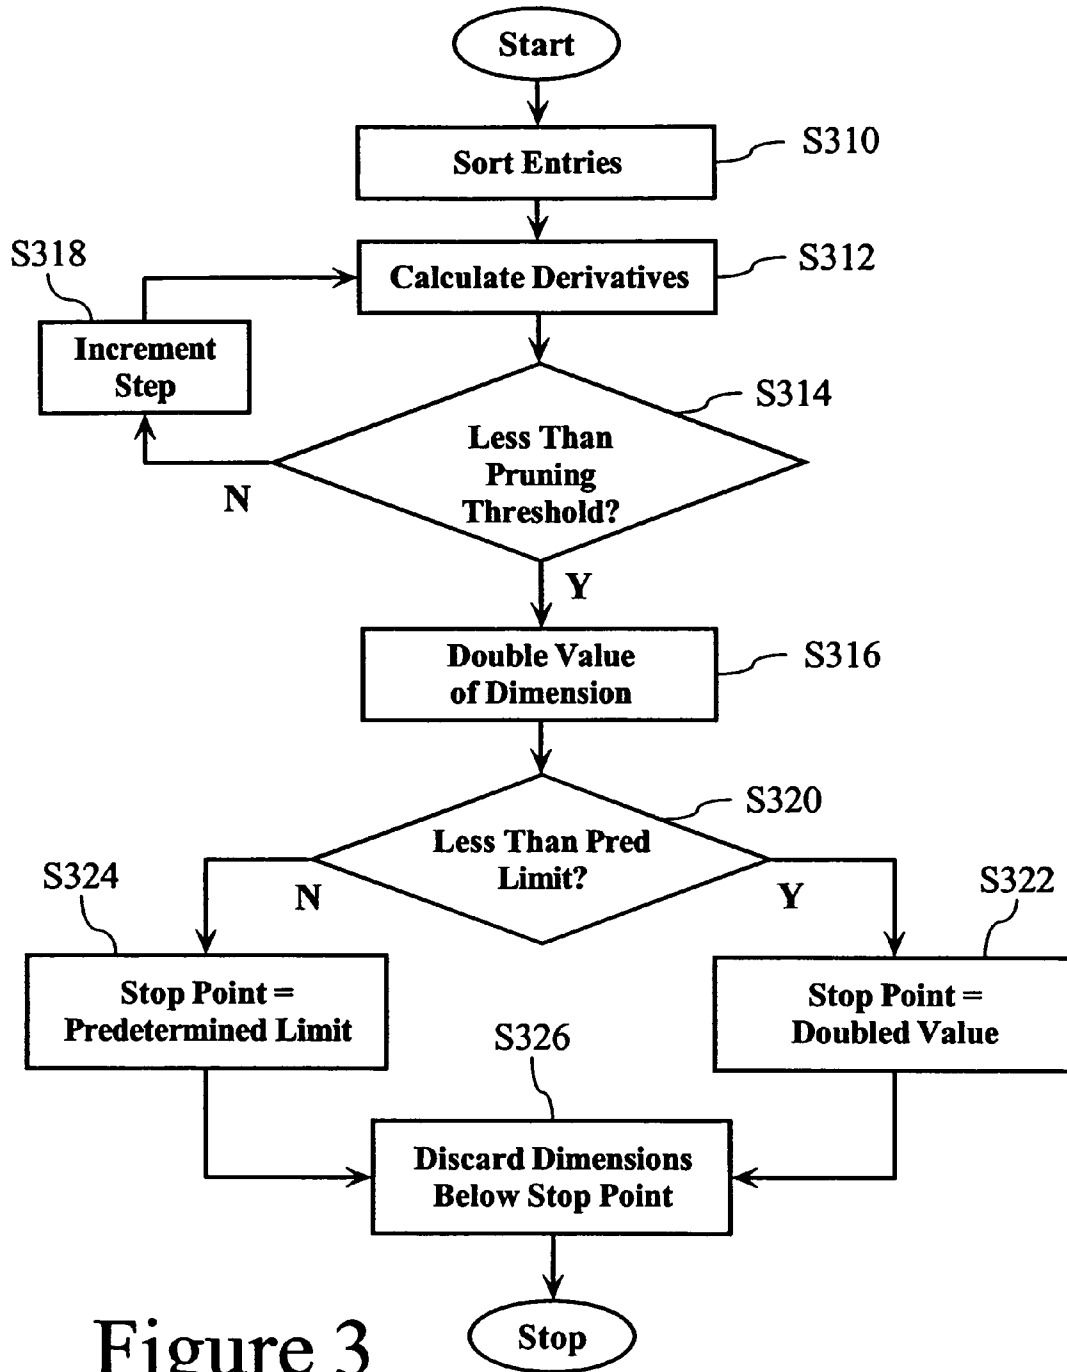 Start
Sort Entries
S310
Calculate Derivatives
S312
S318
Increment
Step
Less Than
Pruning
Threshold?
S314
N
Y
Double Value
of Dimension
S316
Less Than Pred
Limit?
S320
N
Y
S324
Stop Point =
Predetermined Limit
S322
Stop Point =
Doubled Value
S326
Discard Dimensions
Below Stop Point
Stop
Figure 3